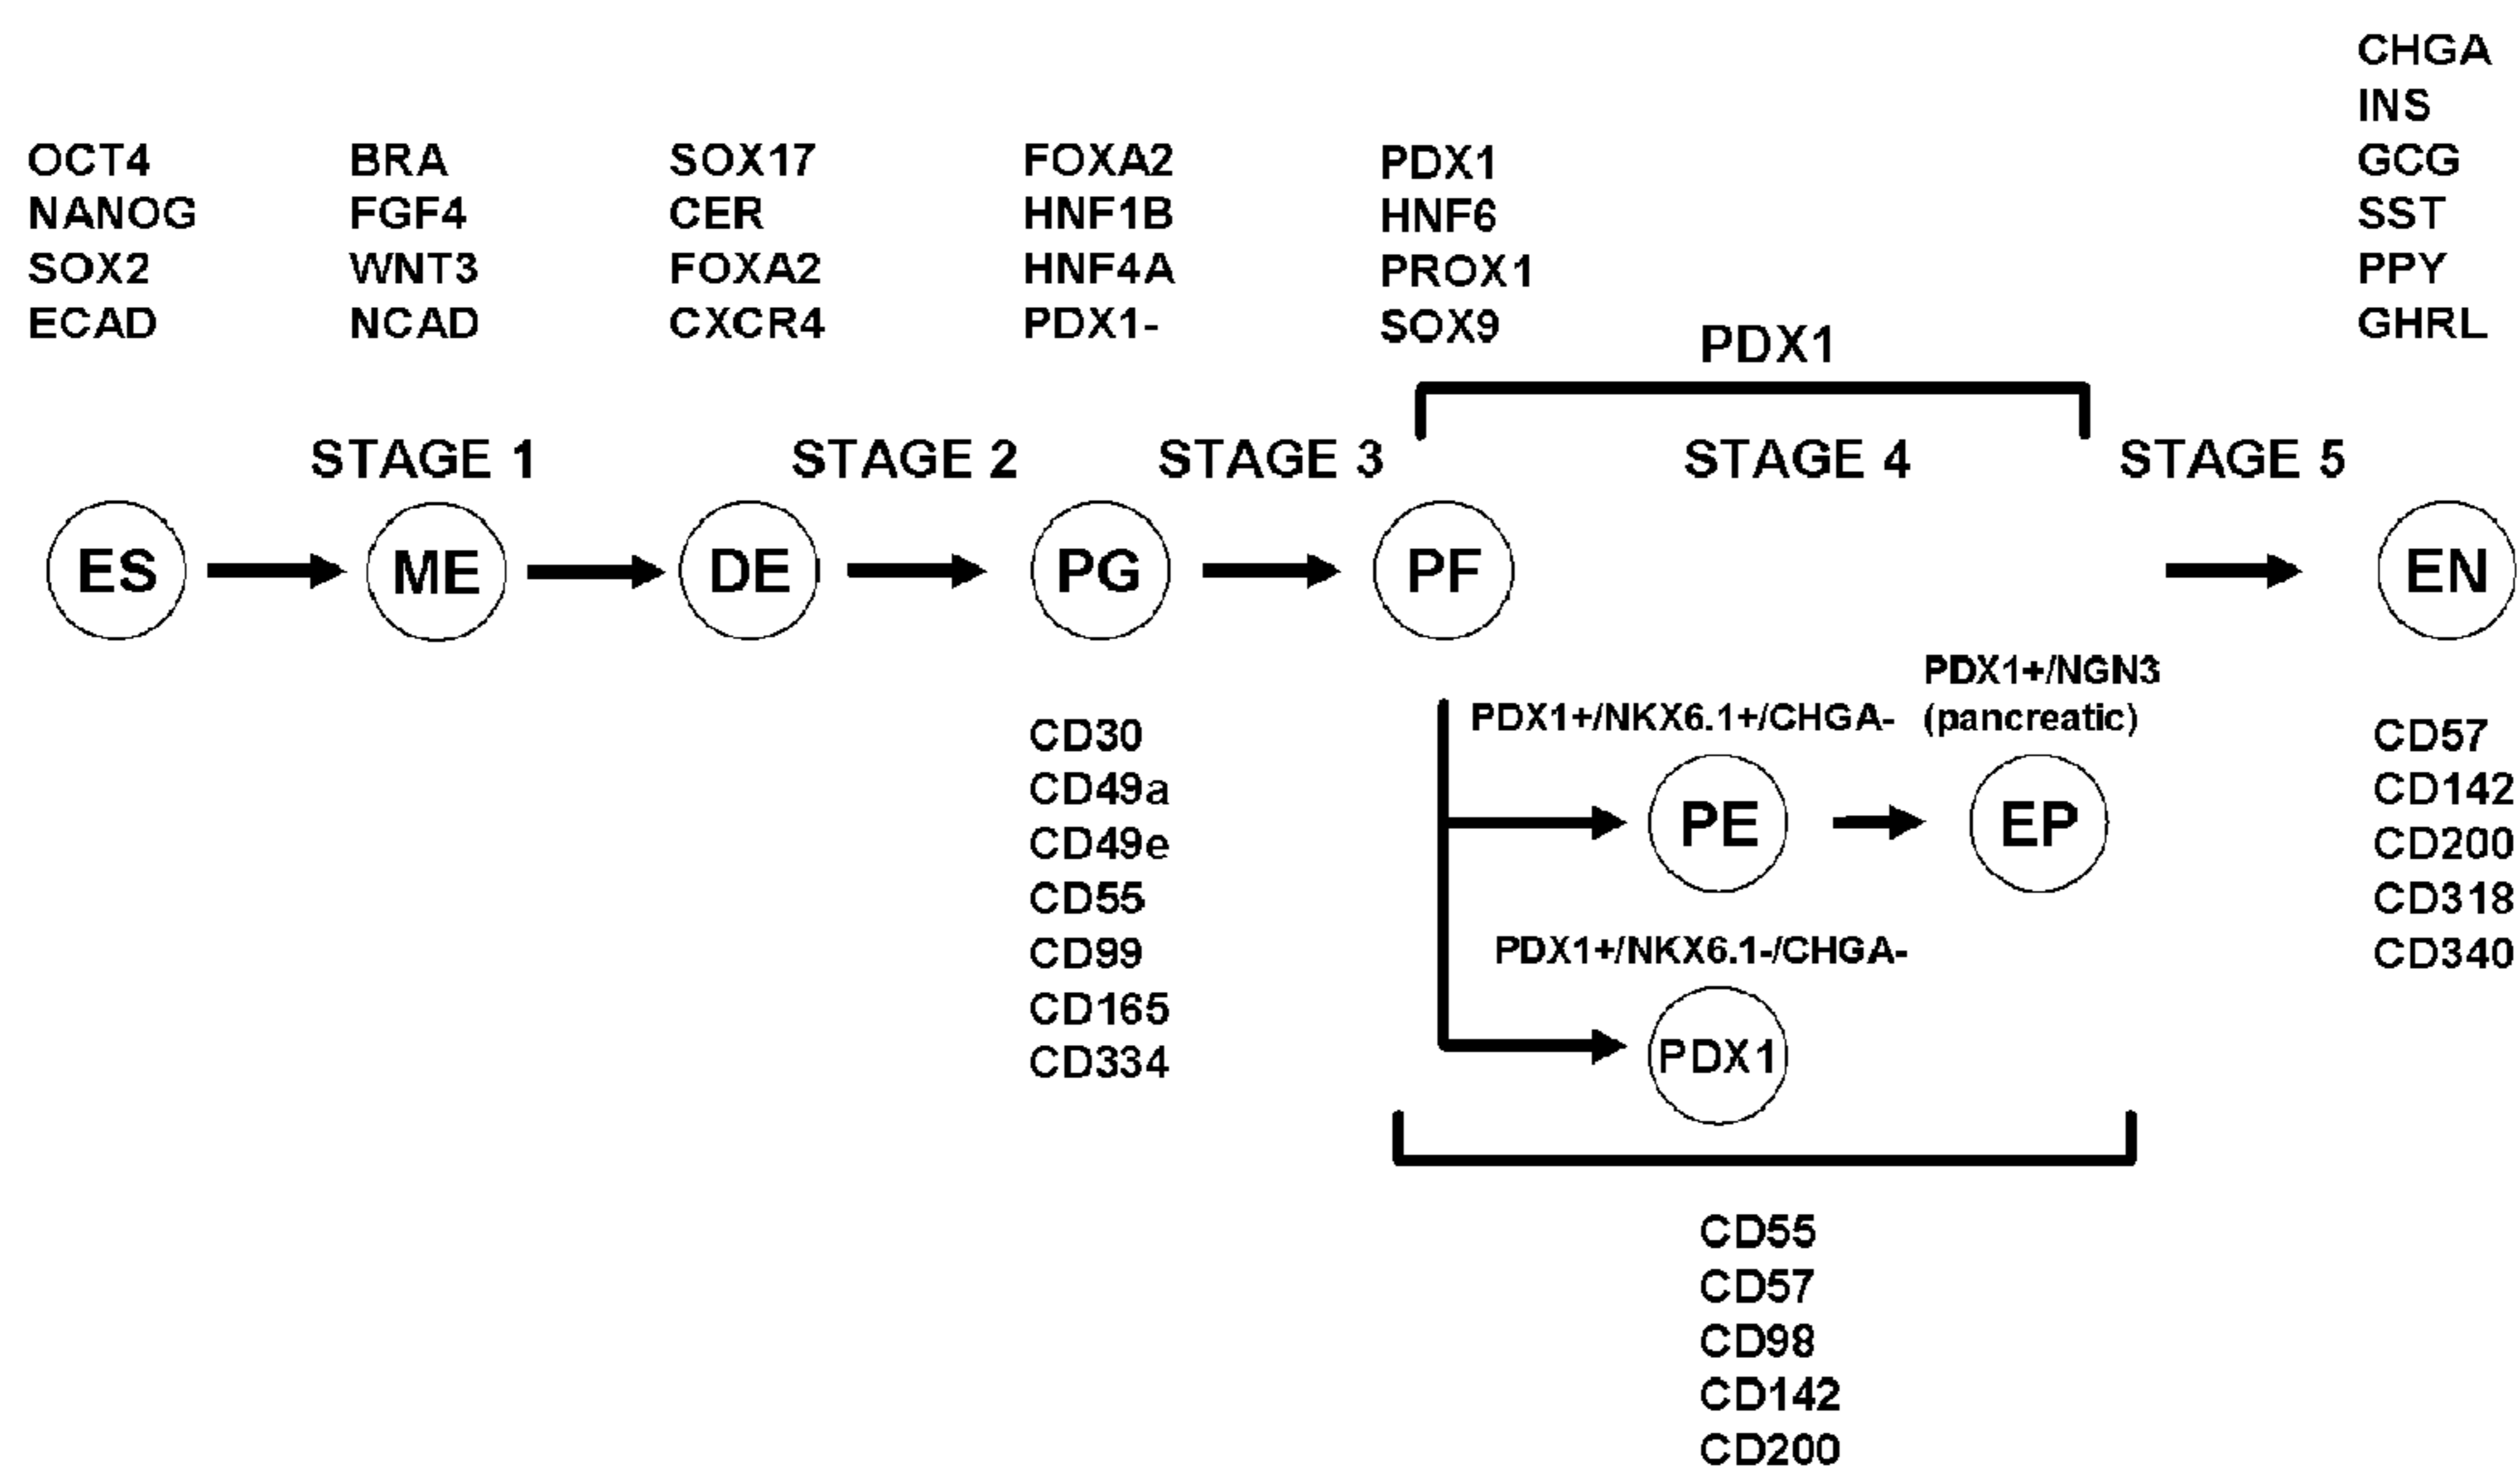 OCT4
NANOG
SOX2
ECAD
BRA
FGF4
WNT3
NCAD
SOX17
CER
FOXA2
CXCR4
FOXA2
HNF1B
HNF4A
PDX1-
PDX1
HNF6
PROX1
SOX9
PDX1
CHGA
INS
GCG
SST
PPY
GHRL
STAGE 1
STAGE 2
STAGE 3
STAGE 4
STAGE 5
ES
ME
DE
PG
PF
EN
CD30
CD49a
CD49e
CD55
CD99
CD165
CD334
PDX1+/NKX6.1+/CHGA-
PDX1+/NGN3
(pancreatic)
PE
EP
PDX1+/NKX6.1-/CHGA-
PDX1
CD57
CD142
CD200
CD318
CD340
CD55
CD57
CD98
CD142
CD200